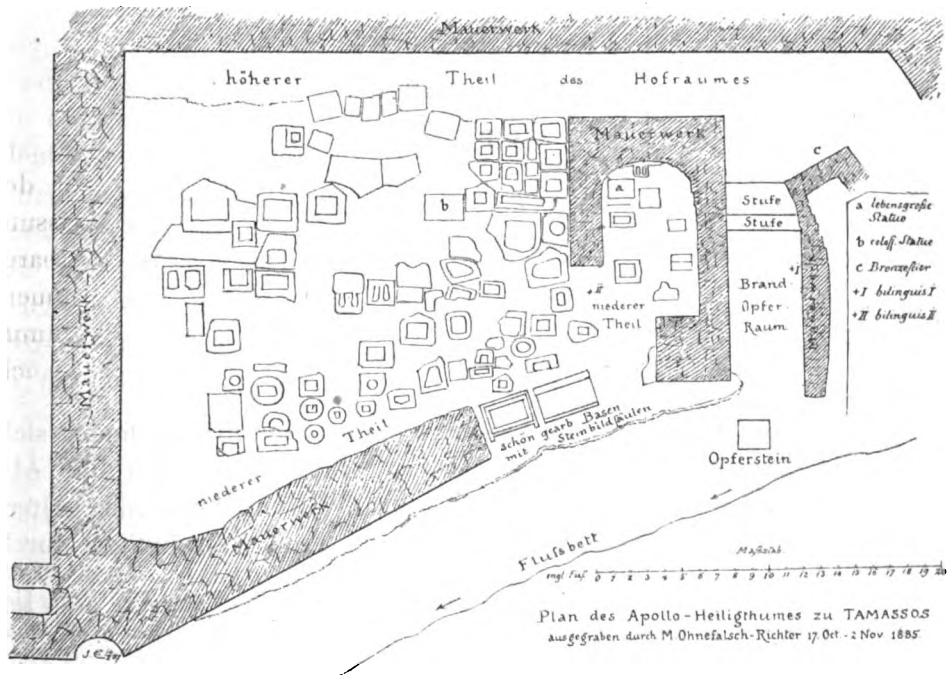 Mauerwerk
höherer Theil des Hofraumes
Mauerwerk
c
a
Stufe
Stufe
b
a lebensgroße Statue
b coloss. Statue
c Bronzestier
+I bilinguis I
+II bilinguis II
+I
+II
niederer
Theil
Brand-
Opfer
Raum
Mauerwerk
Mauerwerk
niederer Theil
Mauerwerk
schön gearb Basen
mit Steinbildsäulen
Opferstein
Flussbett
Maßstab.
engl Fuß 0 1 2 3 4 5 6 7 8 9 10 11 12 13 14 15 16 17 18 19 20
Plan des Apollo-Heiligthumes zu TAMASSOS
ausgegraben durch M. Ohnefalsch-Richter 17. Oct. - 2 Nov 1885.